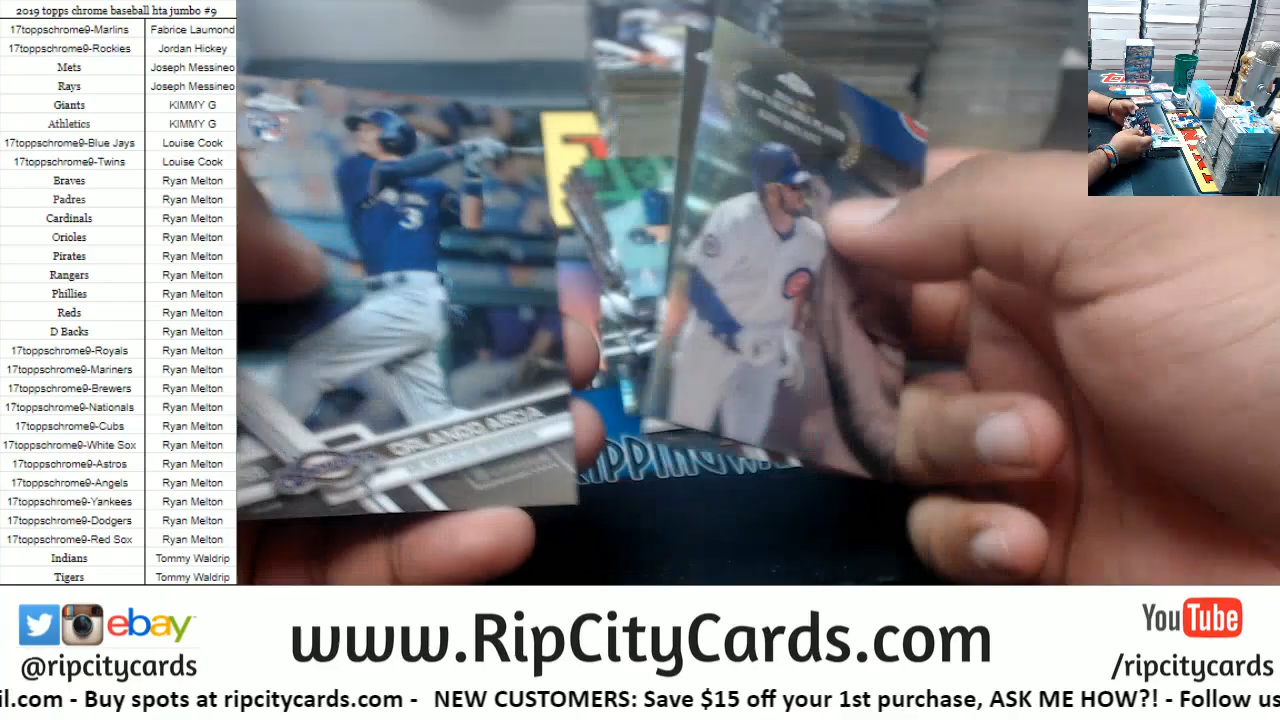 2019 topps chrome baseball hta jumbo #9
17toppschrome9-Marlins Fabrice Laumond
17toppschrome9-Rockies Jordan Hickey
Mets Joseph Messineo
Rays Joseph Messineo
Giants KIMMY G
Athletics KIMMY G
17toppschrome9-Blue Jays Louise Cook
17toppschrome9-Twins Louise Cook
Braves Ryan Melton
Padres Ryan Melton
Cardinals Ryan Melton
Orioles Ryan Melton
Pirates Ryan Melton
Rangers Ryan Melton
Phillies Ryan Melton
Reds Ryan Melton
D Backs Ryan Melton
17toppschrome9-Royals Ryan Melton
17toppschrome9-Mariners Ryan Melton
17toppschrome9-Brewers Ryan Melton
17toppschrome9-Nationals Ryan Melton
17toppschrome9-Cubs Ryan Melton
17toppschrome9-White Sox Ryan Melton
17toppschrome9-Astros Ryan Melton
17toppschrome9-Angels Ryan Melton
17toppschrome9-Yankees Ryan Melton
17toppschrome9-Dodgers Ryan Melton
17toppschrome9-Red Sox Ryan Melton
Indians Tommy Waldrip
Tigers Tommy Waldrip
3
ORLANDO ARCIA
ebay
@ripcitycards
www.RipCityCards.com
YouTube
/ripcitycards
il.com - Buy spots at ripcitycards.com - NEW CUSTOMERS: Save $15 off your 1st purchase, ASK ME HOW?! - Follow us